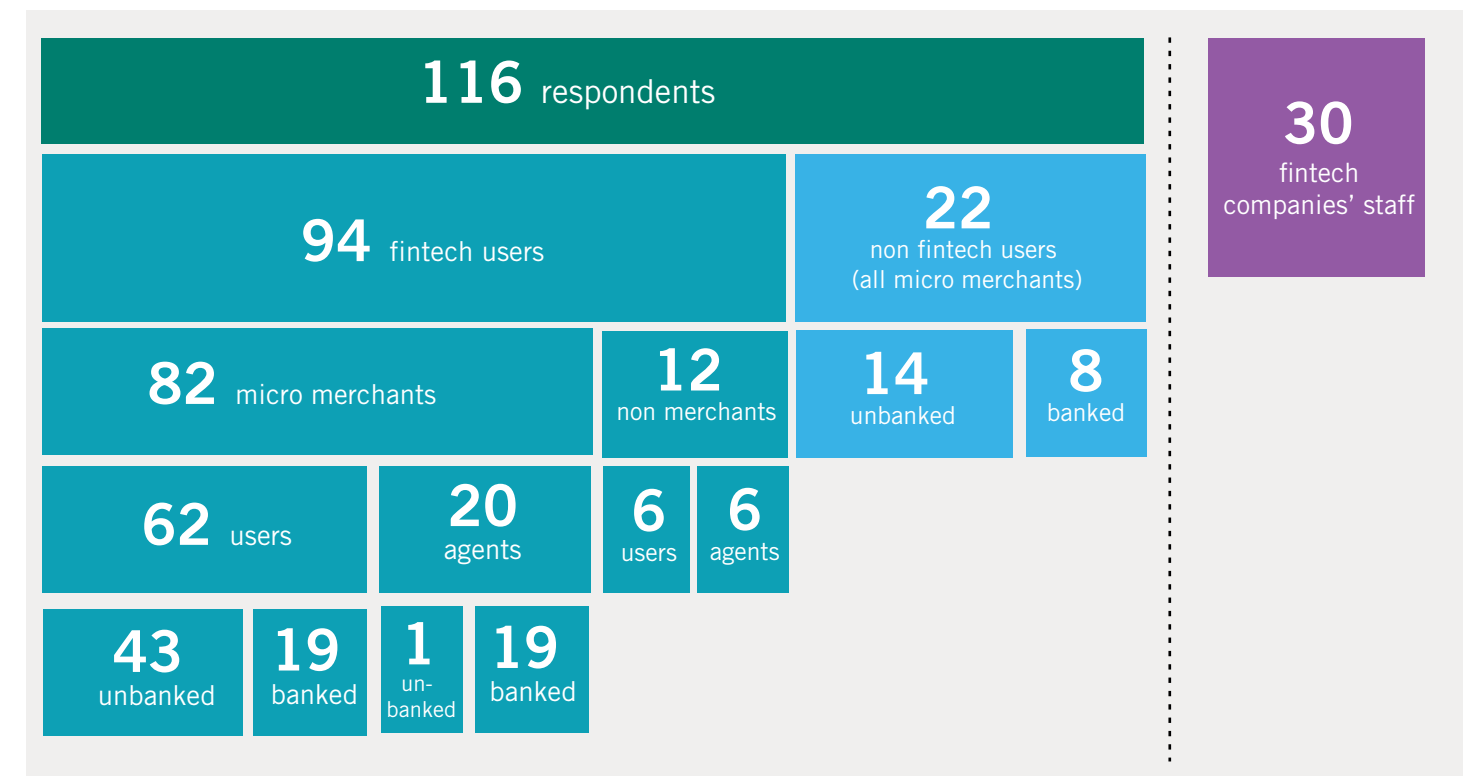 116 respondents
30
fintech
companies’ staff
94 fintech users
22
non fintech users
(all micro merchants)
82 micro merchants
12
non merchants
14
unbanked
8
banked
62 users
20
agents
6
users
6
agents
43
unbanked
19
banked
1
un-
banked
19
banked